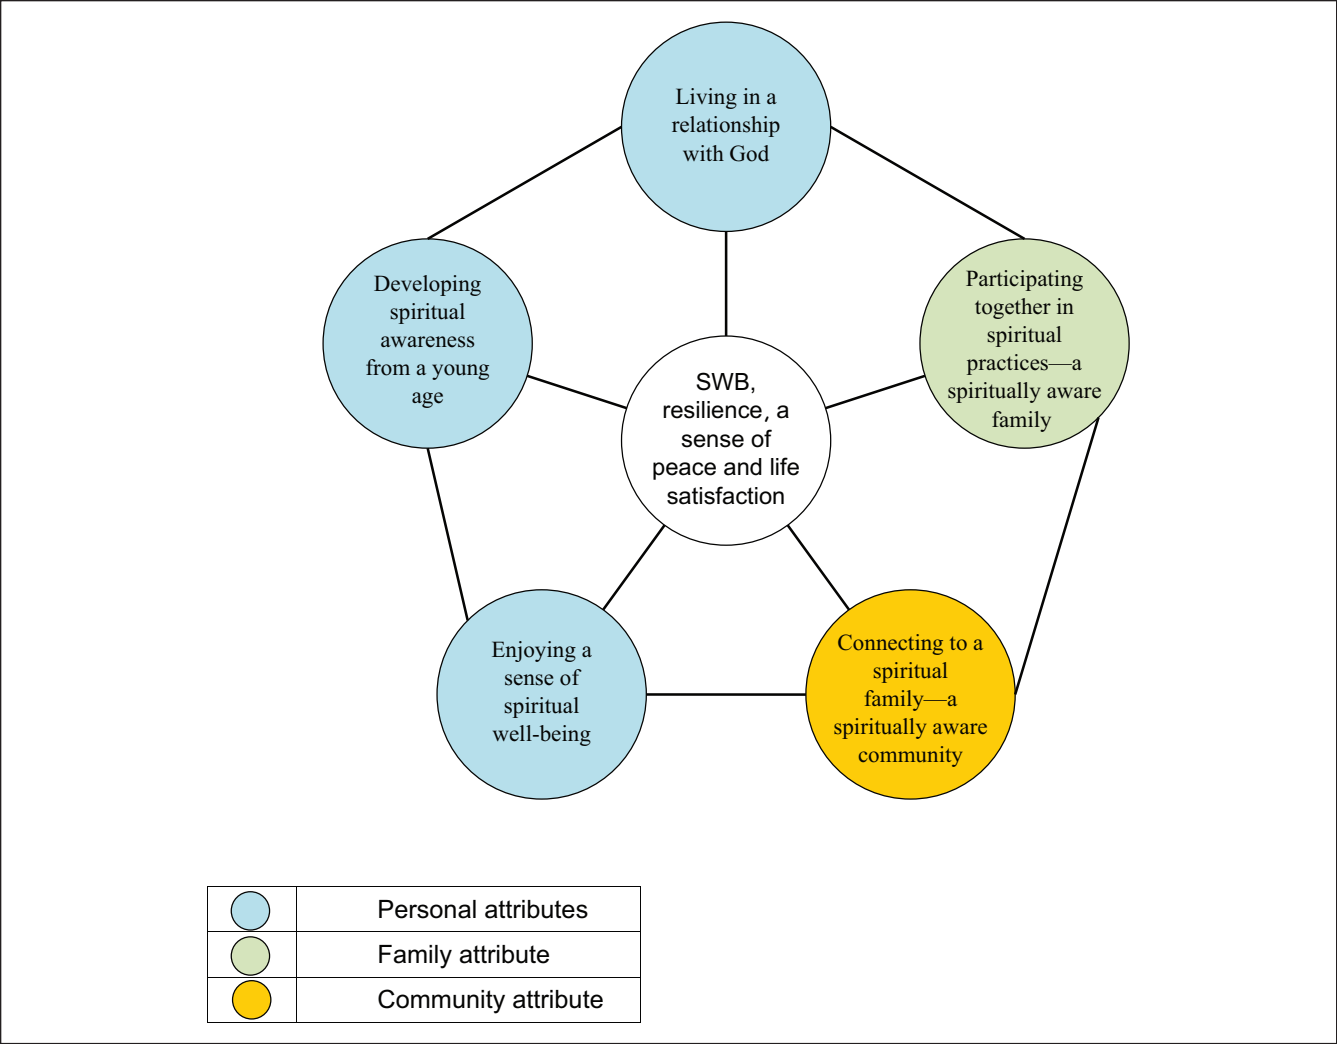 Living in a
relationship
with God
Developing
spiritual
awareness
from a young
age
Participating
together in
spiritual
practices—a
spiritually aware
family
SWB,
resilience, a
sense of
peace and life
satisfaction
Enjoying a
sense of
spiritual
well-being
Connecting to a
spiritual
family—a
spiritually aware
community
Personal attributes
Family attribute
Community attribute